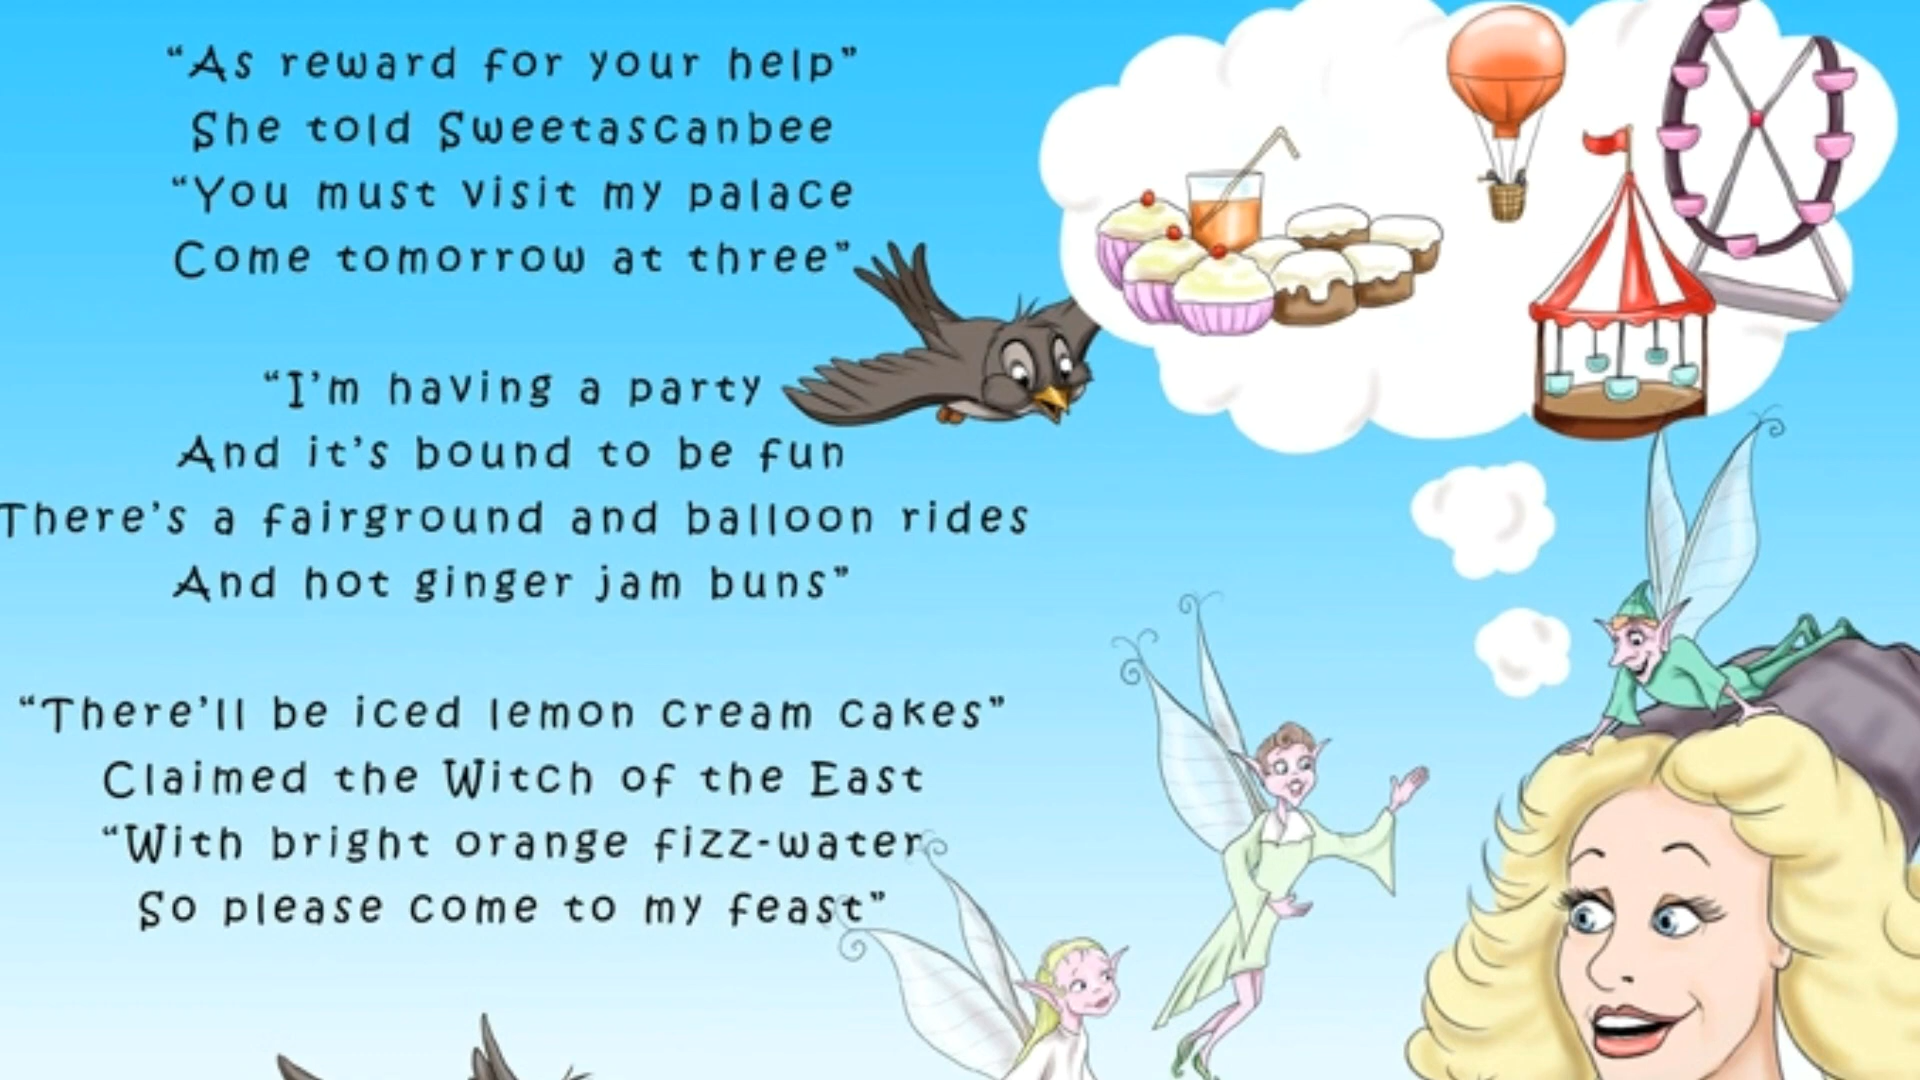 “As reward for your help”
She told Sweetascanbee
“You must visit my palace
Come tomorrow at three”
“I’m having a party
And it’s bound to be fun
There’s a fairground and balloon rides
And hot ginger jam buns”
“There’ll be iced lemon cream cakes”
Claimed the Witch of the East
“With bright orange fizz-water
So please come to my feast”